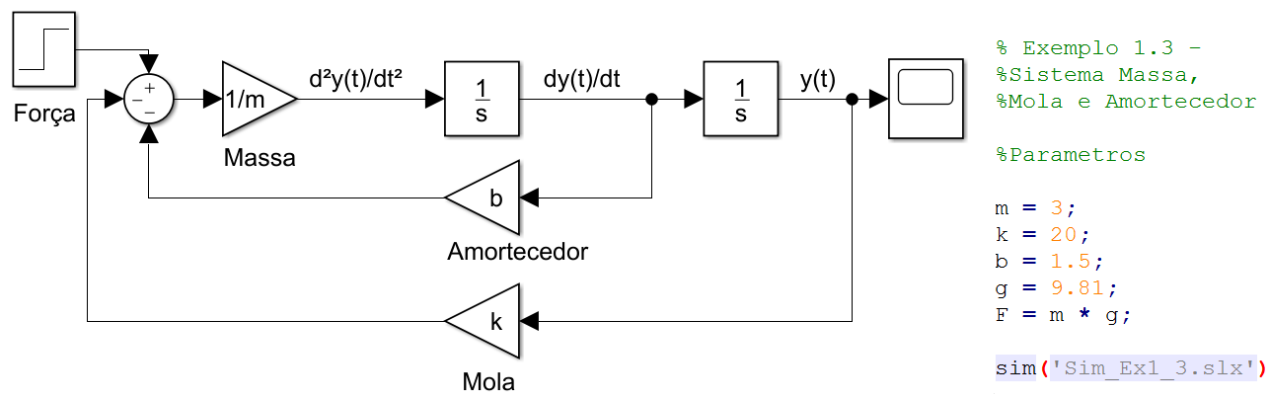 Força
+
−
−
1/m
Massa
d²y(t)/dt²
1
s
dy(t)/dt
1
s
y(t)
b
Amortecedor
k
Mola
% Exemplo 1.3 –
%Sistema Massa,
%Mola e Amortecedor
%Parametros
m = 3;
k = 20;
b = 1.5;
g = 9.81;
F = m * g;
sim('Sim_Ex1_3.slx')